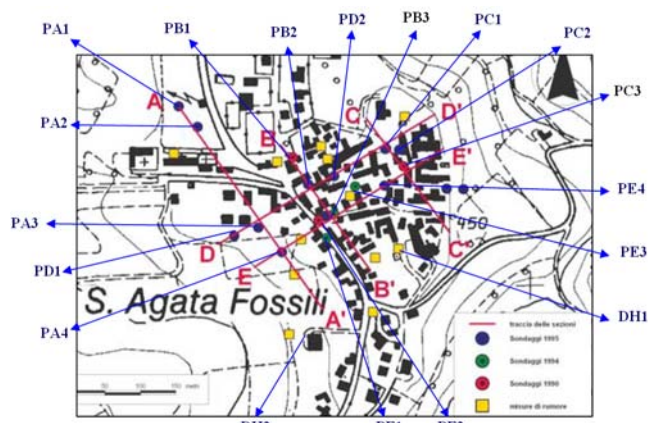 PA1
PB1
PB2
PD2
PB3
PC1
PC2
PC3
PA2
PE4
PA3
PE3
PD1
DH1
PA4
A
B
C
D'
E'
450
D
E
C'
B'
A'
S. Agata Fossili
traccia delle sezioni
Sondaggi 1995
Sondaggi 1994
Sondaggi 1990
misure di rumore